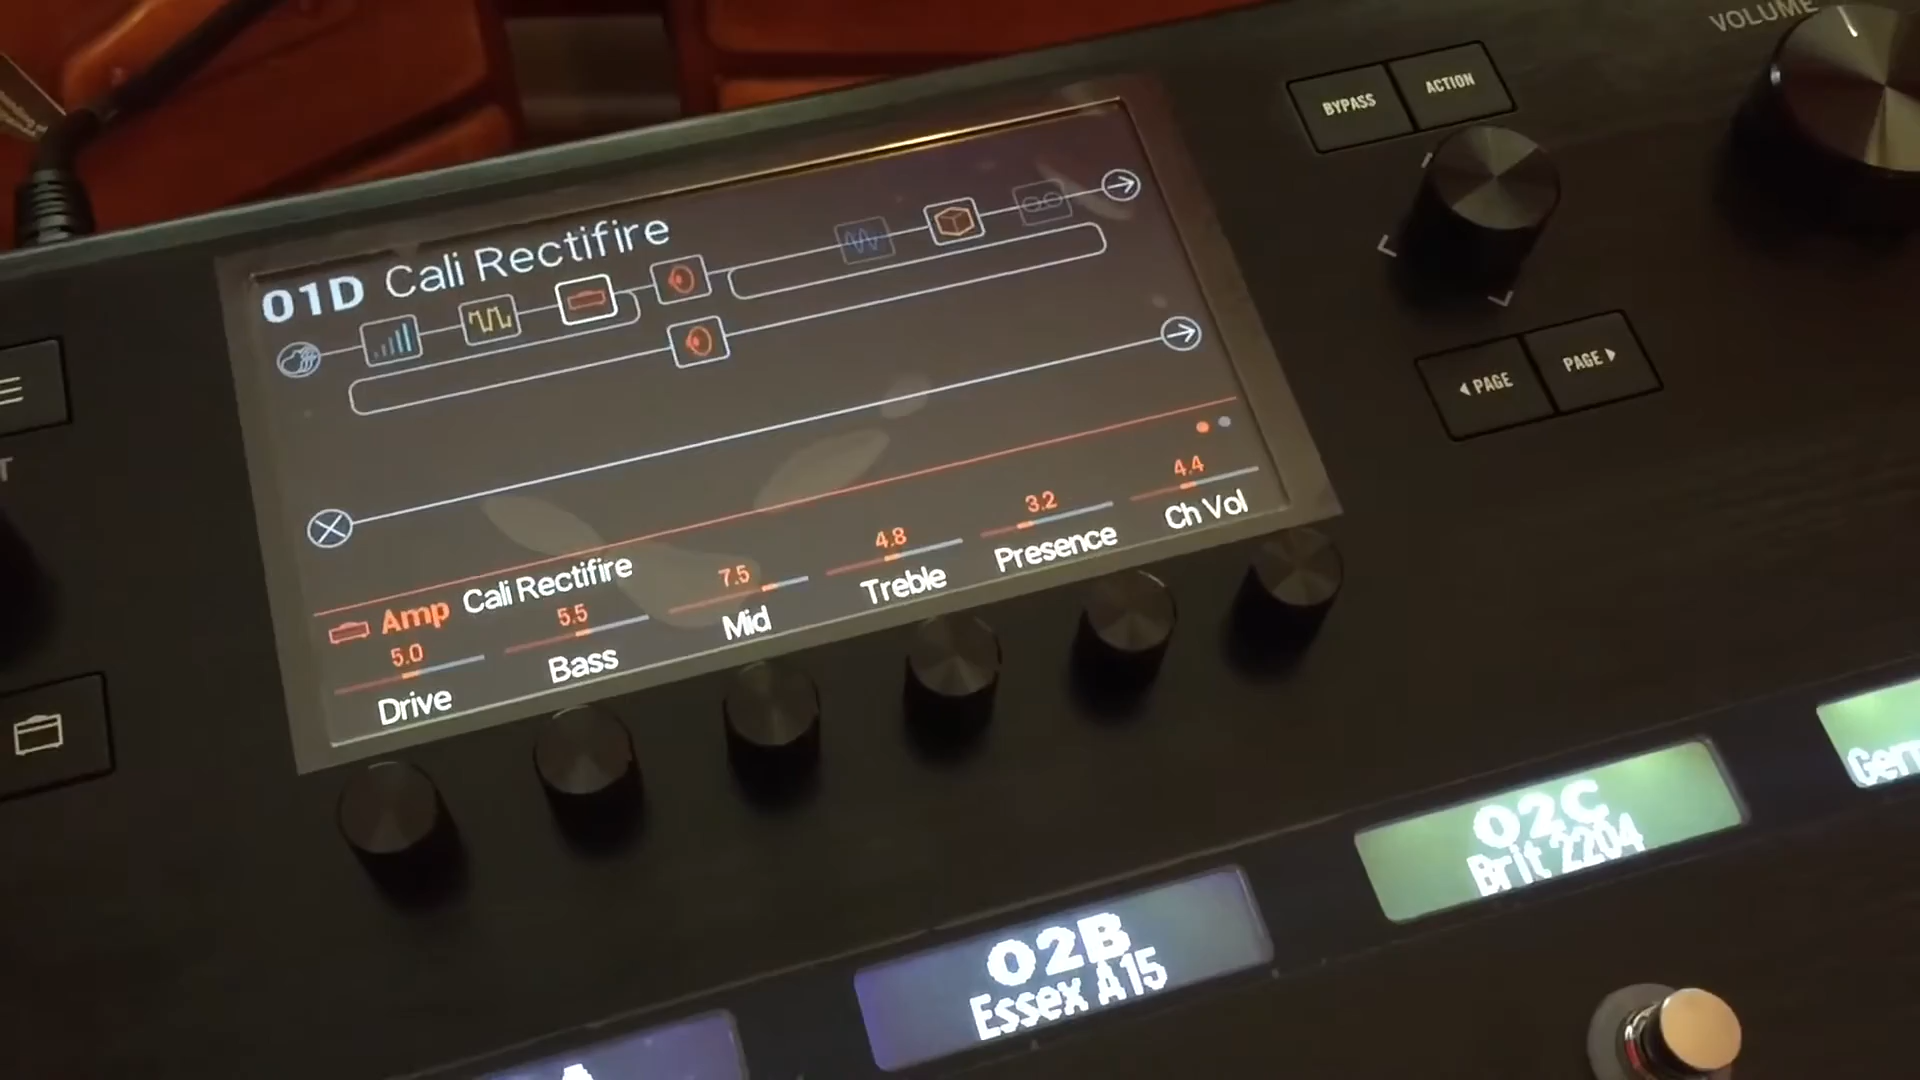 VOLUME
BYPASS
ACTION
01D Cali Rectifire
PAGE
PAGE
Amp Cali Rectifire
5.0
5.5
7.5
4.8
3.2
4.4
Drive
Bass
Mid
Treble
Presence
Ch Vol
02B
Essex A15
02C
Brit 2204